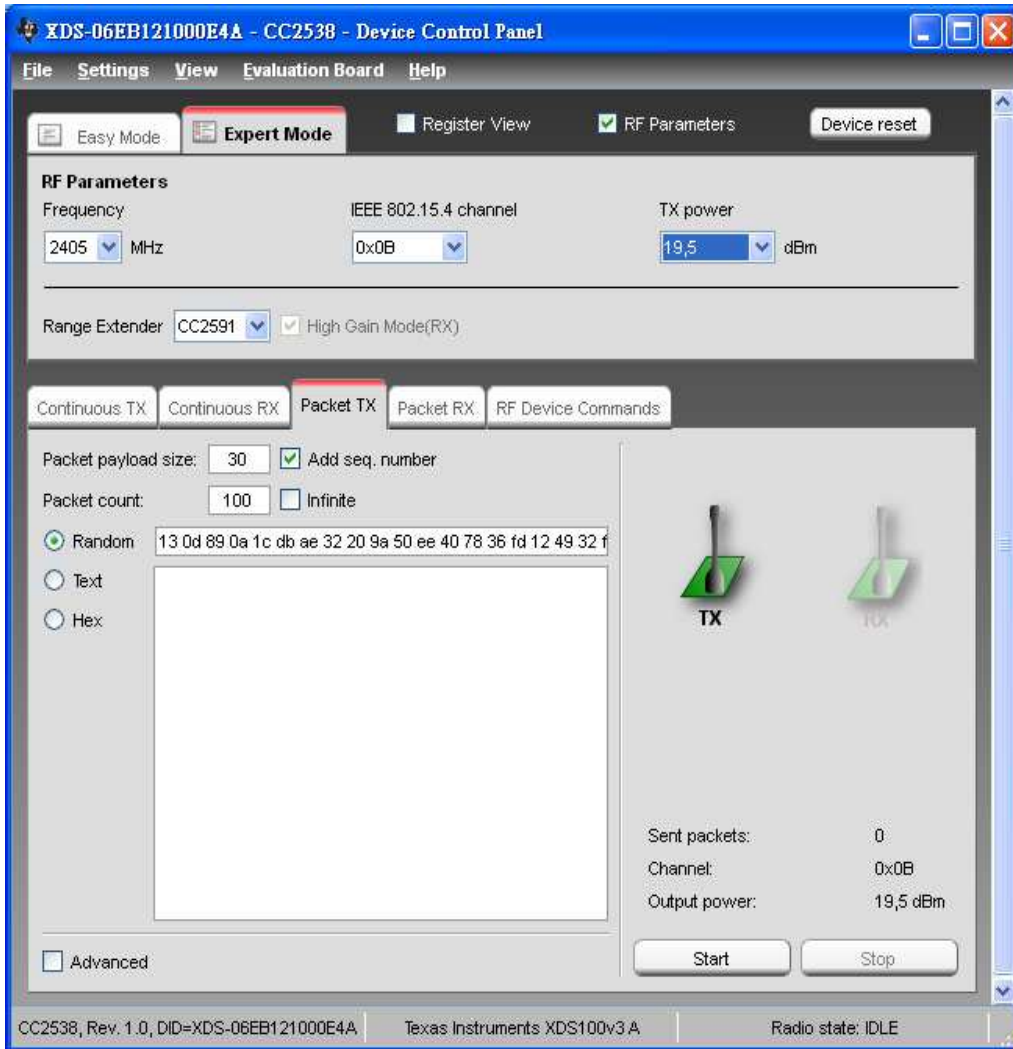 XDS-06EB121000E4A - CC2538 - Device Control Panel
File Settings View Evaluation Board Help
Easy Mode Expert Mode Register View RF Parameters Device reset
RF Parameters
Frequency IEEE 802.15.4 channel TX power
2405 MHz 0x0B 19,5 dBm
Range Extender CC2591 High Gain Mode(RX)
Continuous TX Continuous RX Packet TX Packet RX RF Device Commands
Packet payload size: 30 Add seq. number
Packet count: 100 Infinite
Random 13 0d 89 0a 1c db ae 32 20 9a 50 ee 40 78 36 fd 12 49 32 f
Text
Hex
TX RX
Sent packets: 0
Channel: 0x0B
Output power: 19,5 dBm
Advanced
Start Stop
CC2538, Rev. 1.0, DID=XDS-06EB121000E4A Texas Instruments XDS100v3 A Radio state: IDLE